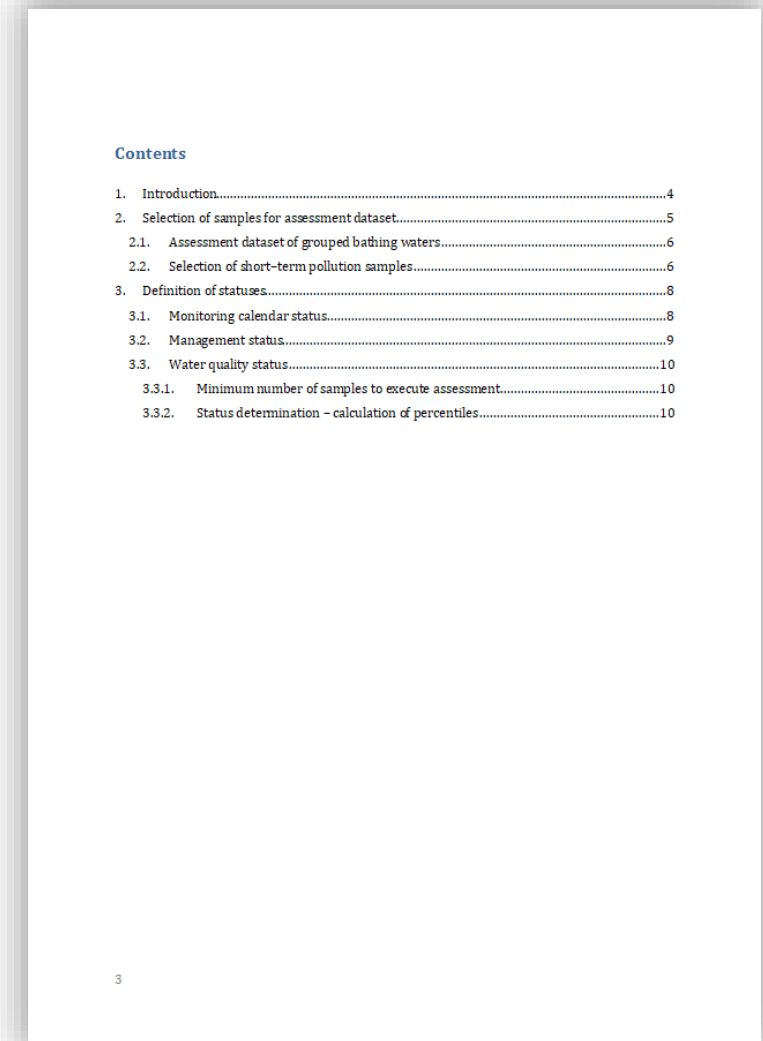 Contents
1. Introduction........................................4
2. Selection of samples for assessment dataset........................................5
2.1. Assessment dataset of grouped bathing waters........................................6
2.2. Selection of short–term pollution samples........................................6
3. Definition of statuses........................................8
3.1. Monitoring calendar status........................................8
3.2. Management status........................................9
3.3. Water quality status........................................10
3.3.1. Minimum number of samples to execute assessment........................................10
3.3.2. Status determination – calculation of percentiles........................................10
3